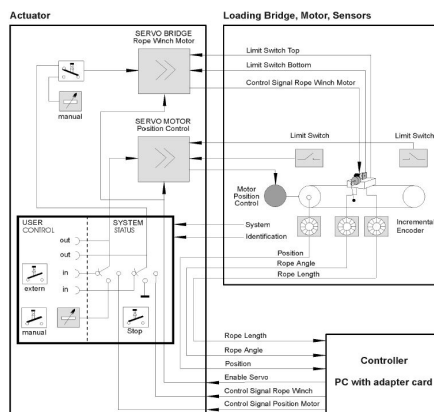 Actuator
Loading Bridge, Motor, Sensors
SERVO BRIDGE
Rope Winch Motor
Limit Switch Top
Limit Switch Bottom
Control Signal Rope Winch Motor
manual
SERVO MOTOR
Position Control
Limit Switch
Limit Switch
Motor
Position
Control
USER
CONTROL
SYSTEM
STATUS
System
Identification
Incremental
Encoder
out
out
in
in
extern
manual
Stop
Position
Rope Angle
Rope Length
Rope Length
Rope Angle
Position
Enable Servo
Control Signal Rope Winch
Control Signal Position Motor
Controller
PC with adapter card